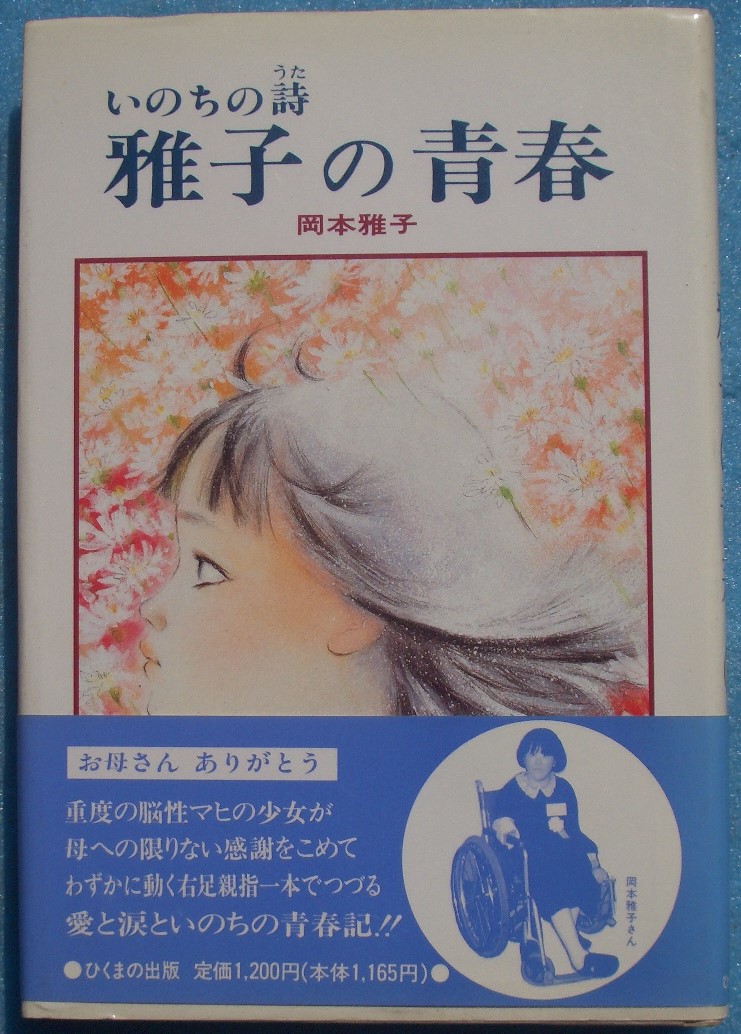 うた
いのちの詩
雅子の青春
岡本雅子
お母さん ありがとう
重度の脳性マヒの少女が
母への限りない感謝をこめて
わずかに動く右足親指一本でつづる
愛と涙といのちの青春記!!
●ひくまの出版 定価1,200円(本体1,165円)●
岡本雅子さん